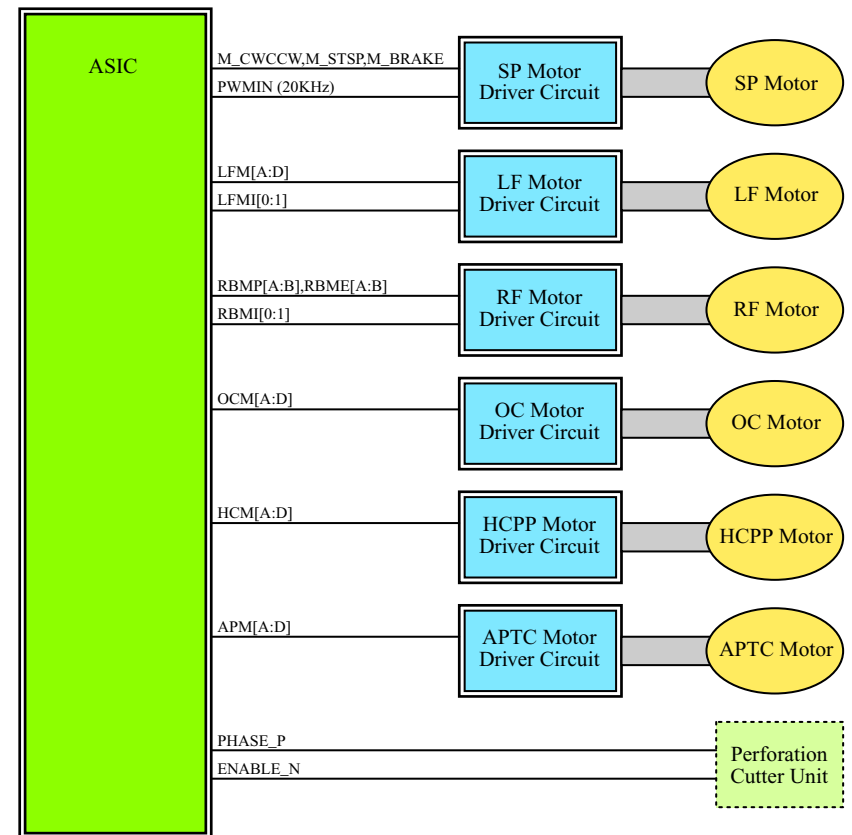 ASIC
M_CWCCW,M_STSP,M_BRAKE
PWMIN (20KHz)
SP Motor
Driver Circuit
SP Motor
LFM[A:D]
LFMI[0:1]
LF Motor
Driver Circuit
LF Motor
RBMP[A:B],RBME[A:B]
RBMI[0:1]
RF Motor
Driver Circuit
RF Motor
OCM[A:D]
OC Motor
Driver Circuit
OC Motor
HCM[A:D]
HCPP Motor
Driver Circuit
HCPP Motor
APM[A:D]
APTC Motor
Driver Circuit
APTC Motor
PHASE_P
ENABLE_N
Perforation
Cutter Unit